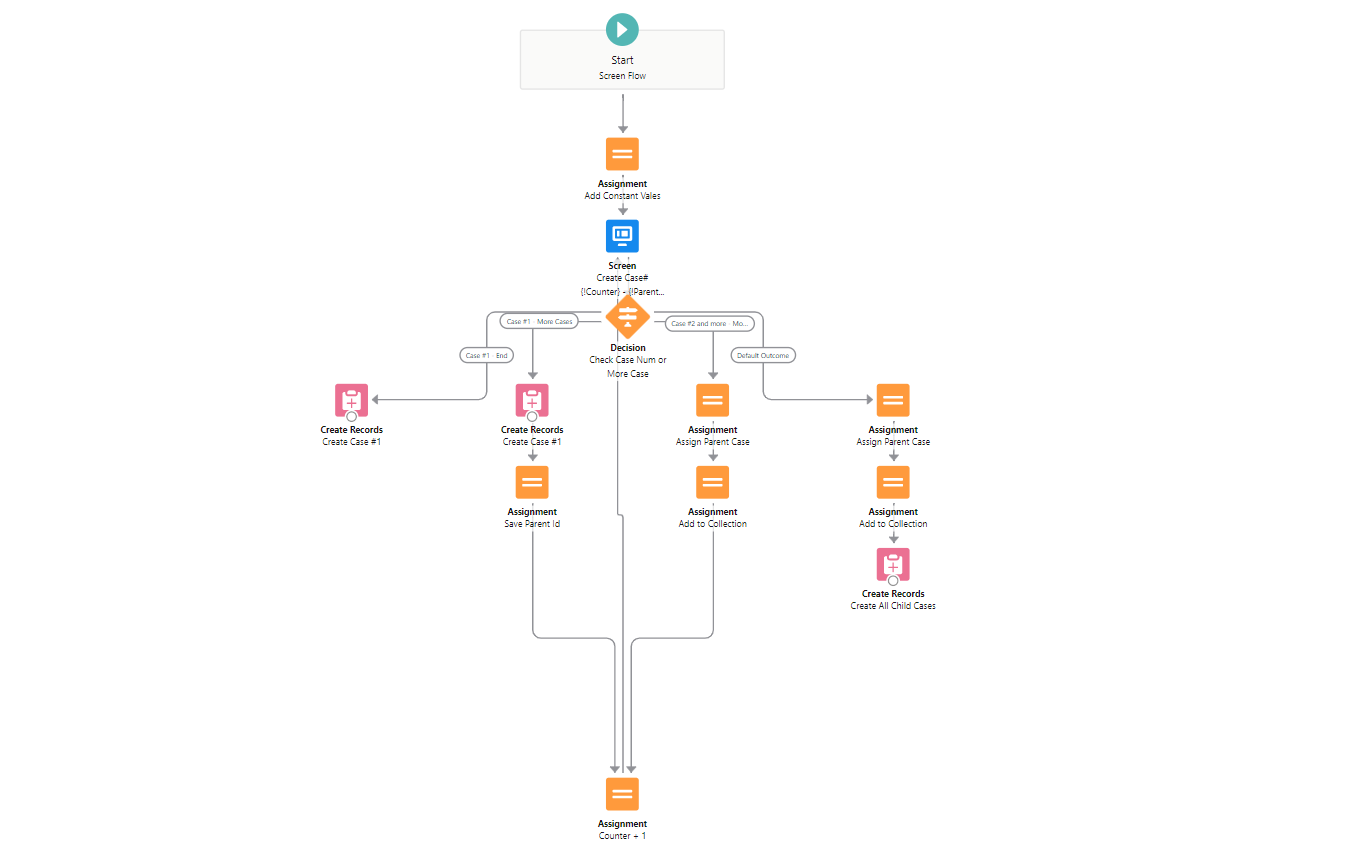 Start
Screen Flow
Assignment
Add Constant Vales
Screen
Create Case#
{!Counter} - {!Parent...
Case #1 - More Cases
Case #2 and more - Mo...
Decision
Check Case Num or
More Case
Case #1 - End
Default Outcome
Create Records
Create Case #1
Create Records
Create Case #1
Assignment
Assign Parent Case
Assignment
Assign Parent Case
Assignment
Save Parent Id
Assignment
Add to Collection
Assignment
Add to Collection
Create Records
Create All Child Cases
Assignment
Counter + 1